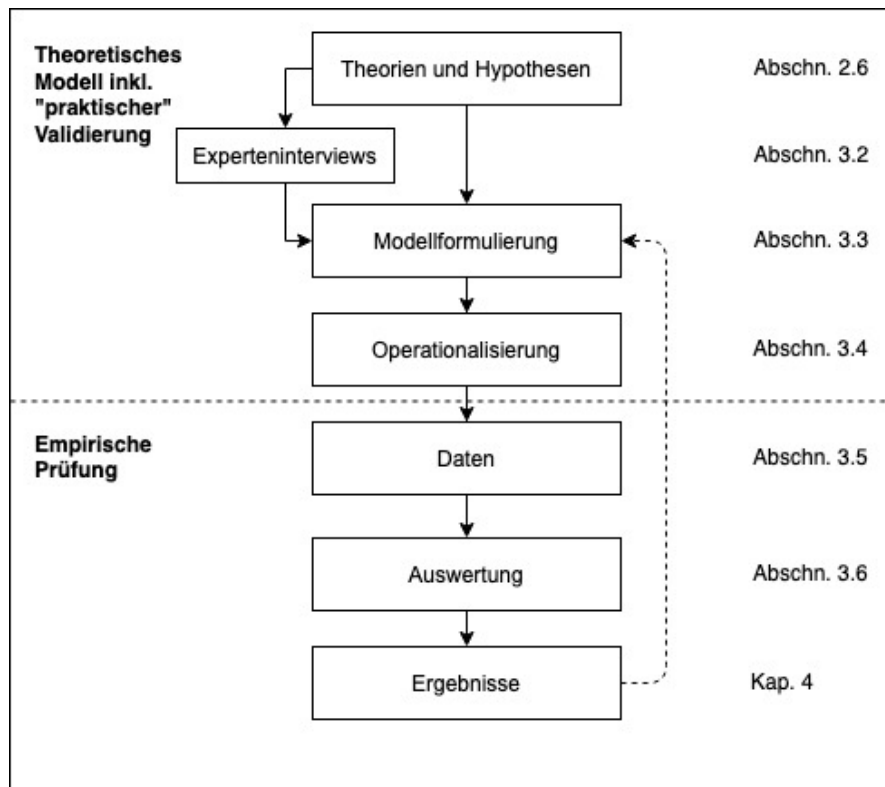 Theoretisches
Modell inkl.
"praktischer"
Validierung
Theorien und Hypothesen
Abschn. 2.6
Experteninterviews
Abschn. 3.2
Modellformulierung
Abschn. 3.3
Operationalisierung
Abschn. 3.4
Empirische
Prüfung
Daten
Abschn. 3.5
Auswertung
Abschn. 3.6
Ergebnisse
Kap. 4